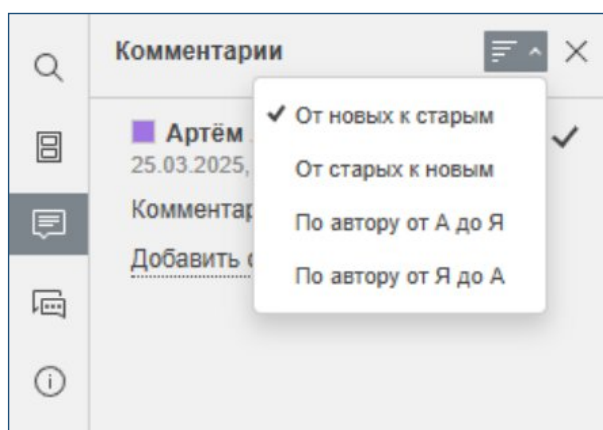 Комментарии
От новых к старым
Артём
От старых к новым
25.03.2025,
По автору от А до Я
По автору от Я до А
Добавить